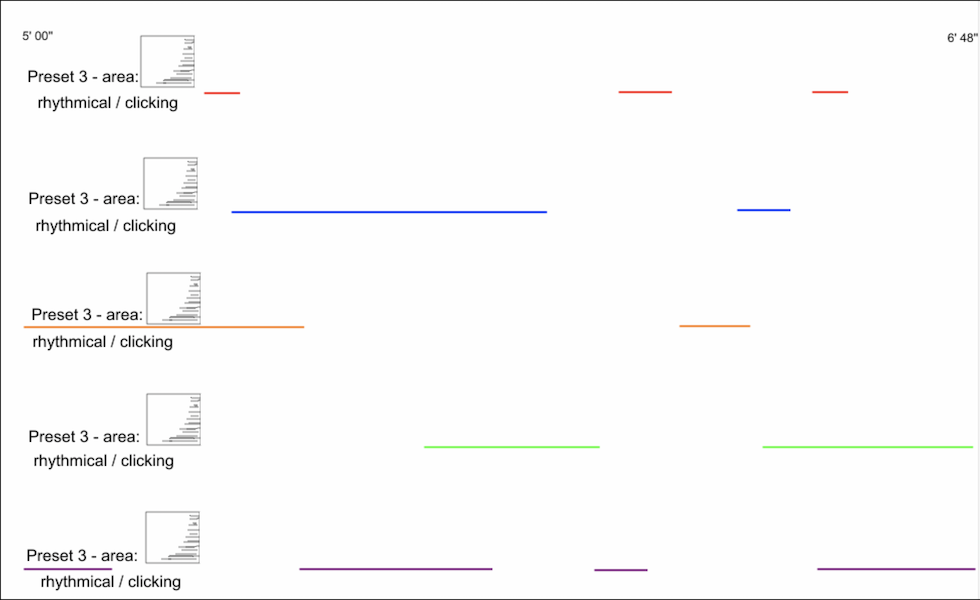 5' 00"
6' 48"
Preset 3 - area:
rhythmical / clicking
Preset 3 - area:
rhythmical / clicking
Preset 3 - area:
rhythmical / clicking
Preset 3 - area:
rhythmical / clicking
Preset 3 - area:
rhythmical / clicking